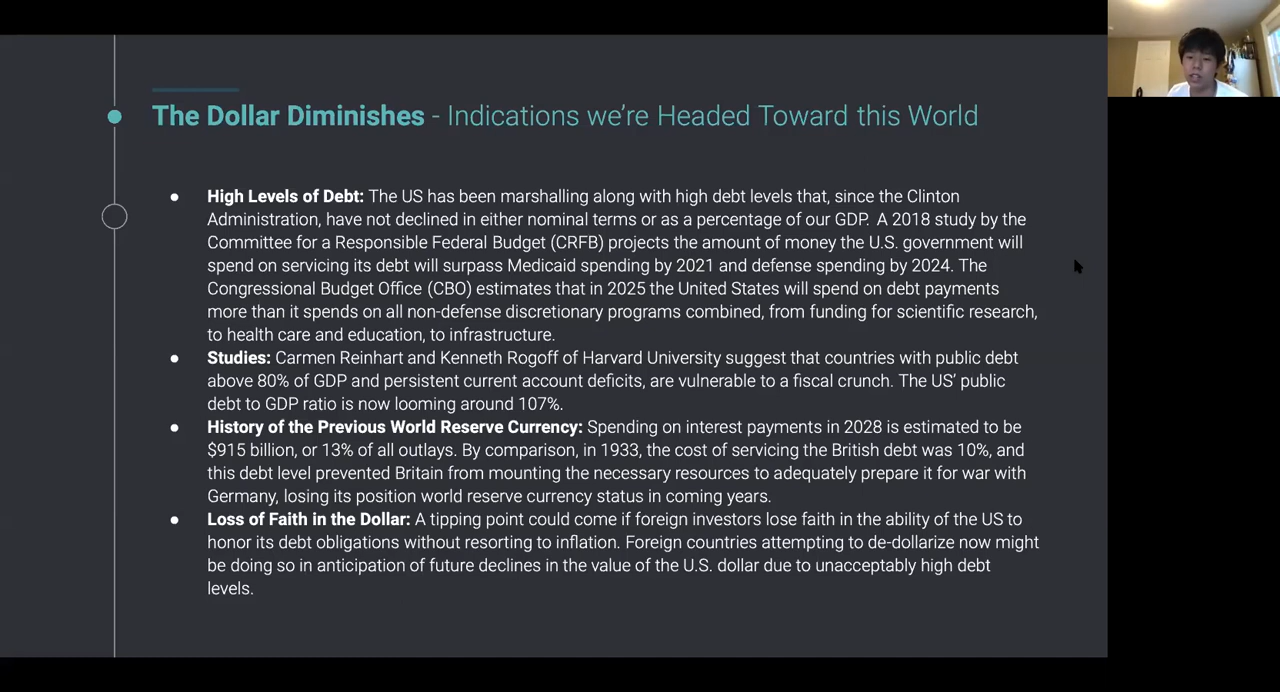 The Dollar Diminishes - Indications we're Headed Toward this World
● High Levels of Debt: The US has been marshalling along with high debt levels that, since the Clinton
Administration, have not declined in either nominal terms or as a percentage of our GDP. A 2018 study by the
Committee for a Responsible Federal Budget (CRFB) projects the amount of money the U.S. government will
spend on servicing its debt will surpass Medicaid spending by 2021 and defense spending by 2024. The
Congressional Budget Office (CBO) estimates that in 2025 the United States will spend on debt payments
more than it spends on all non-defense discretionary programs combined, from funding for scientific research,
to health care and education, to infrastructure.
● Studies: Carmen Reinhart and Kenneth Rogoff of Harvard University suggest that countries with public debt
above 80% of GDP and persistent current account deficits, are vulnerable to a fiscal crunch. The US' public
debt to GDP ratio is now looming around 107%.
● History of the Previous World Reserve Currency: Spending on interest payments in 2028 is estimated to be
$915 billion, or 13% of all outlays. By comparison, in 1933, the cost of servicing the British debt was 10%, and
this debt level prevented Britain from mounting the necessary resources to adequately prepare it for war with
Germany, losing its position world reserve currency status in coming years.
● Loss of Faith in the Dollar: A tipping point could come if foreign investors lose faith in the ability of the US to
honor its debt obligations without resorting to inflation. Foreign countries attempting to de-dollarize now might
be doing so in anticipation of future declines in the value of the U.S. dollar due to unacceptably high debt
levels.